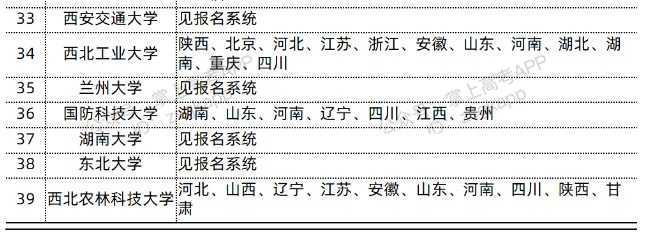 33 西安交通大学 见报名系统
34 西北工业大学 陕西、北京、河北、江苏、浙江、安徽、山东、河南、湖北、湖
南、重庆、四川
35 兰州大学 见报名系统
36 国防科技大学 湖南、山东、河南、辽宁、四川、江西、贵州
37 湖南大学 见报名系统
38 东北大学 见报名系统
39 西北农林科技大学 河北、山西、辽宁、江苏、安徽、山东、河南、四川、陕西、甘
肃